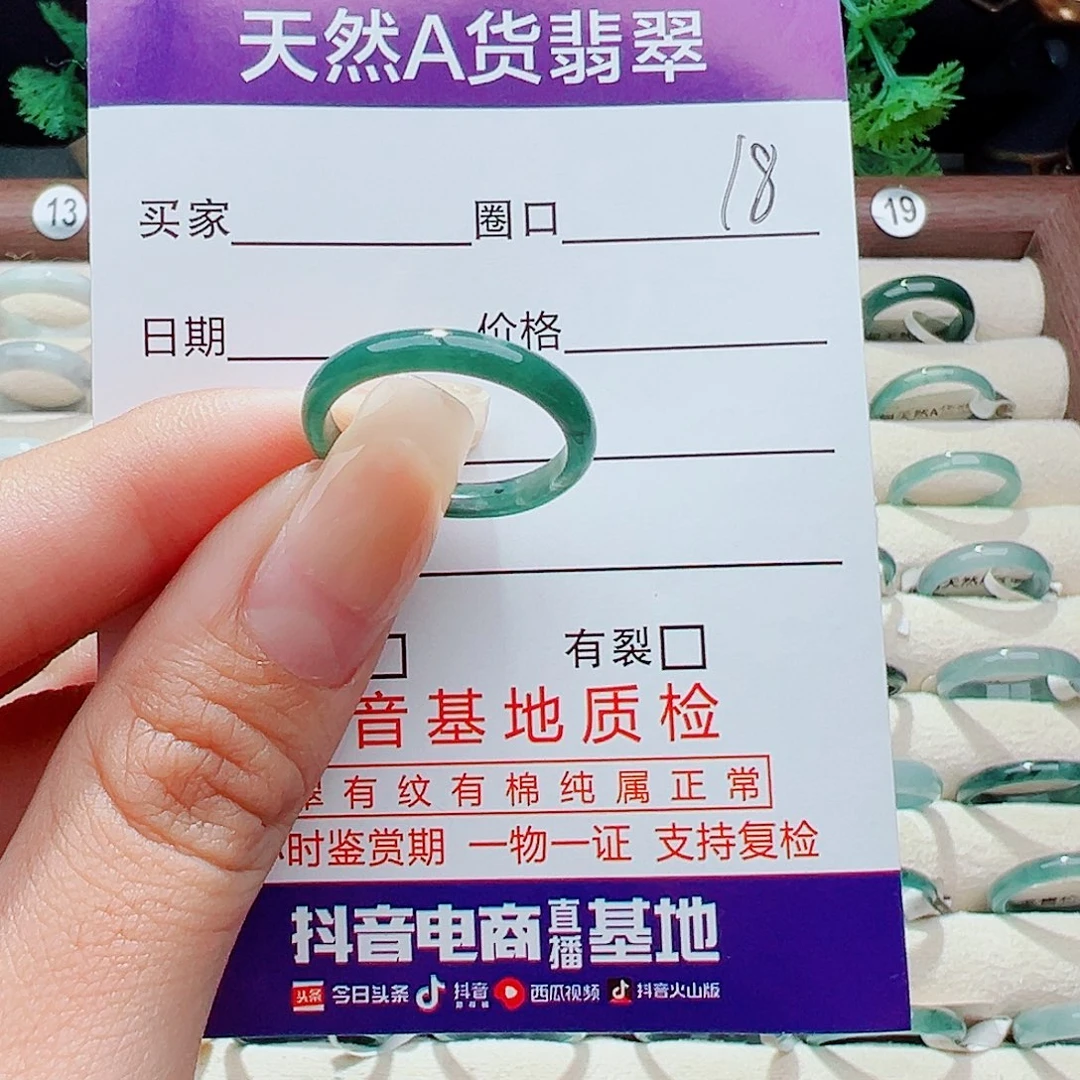 天然A货翡翠
买家 圈口 18
13
19
日期 价格
有裂
音基地质检
翠有纹有棉纯属正常
时鉴赏期 一物一证 支持复检
抖音电商直播基地
头条 今日头条 抖音 西瓜视频 抖音火山版